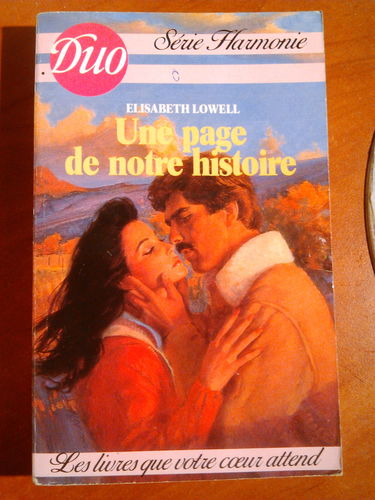 Duo
Série Harmonie
ELISABETH LOWELL
Une page
de notre histoire
Les livres que votre cœur attend